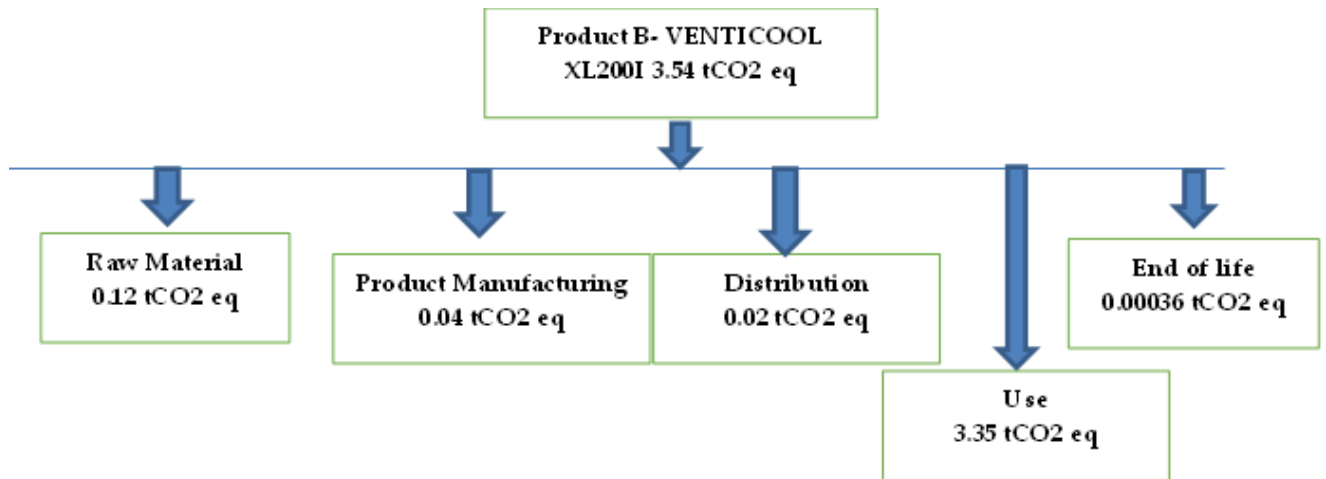 Product B- VENTICOOL
XL200I 3.54 tCO2 eq
Raw Material
0.12 tCO2 eq
Product Manufacturing
0.04 tCO2 eq
Distribution
0.02 tCO2 eq
Use
3.35 tCO2 eq
End of life
0.00036 tCO2 eq